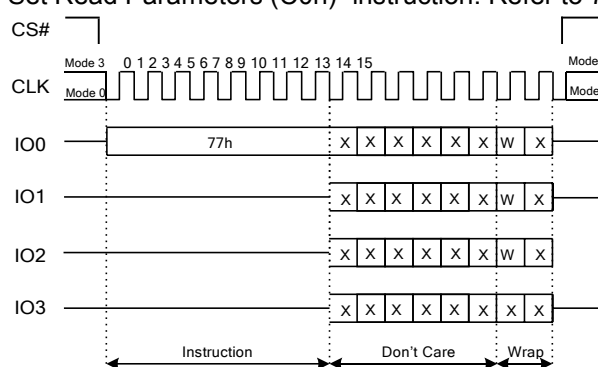 Set Read Parameters (C0h)" instruction. Refer to
CS#
Mode 3 0 1 2 3 4 5 6 7 8 9 10 11 12 13 14 15 Mode
CLK Mode 0 Mode
IO0 77h X X X X X X W X
IO1 X X X X X X W X
IO2 X X X X X X W X
IO3 X X X X X X X X
Instruction Don't Care Wrap